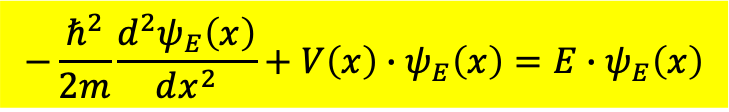 −ℏ²/2m d²ψ_E(x)/dx² + V(x) · ψ_E(x) = E · ψ_E(x)